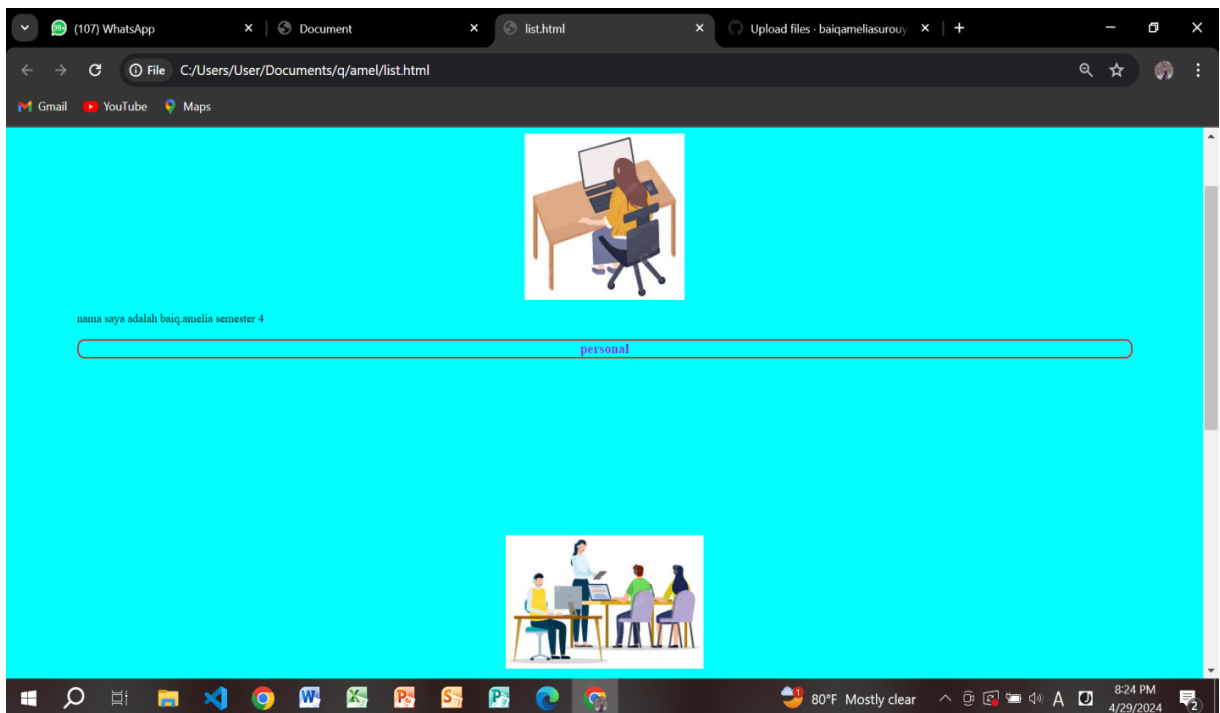 (107) WhatsApp
Document
list.html
Upload files · baiqameliasurouy
File
C:/Users/User/Documents/q/amel/list.html
Gmail
YouTube
Maps
nama saya adalah baiq.amelia semester 4
personal
80°F Mostly clear
8:24 PM
4/29/2024